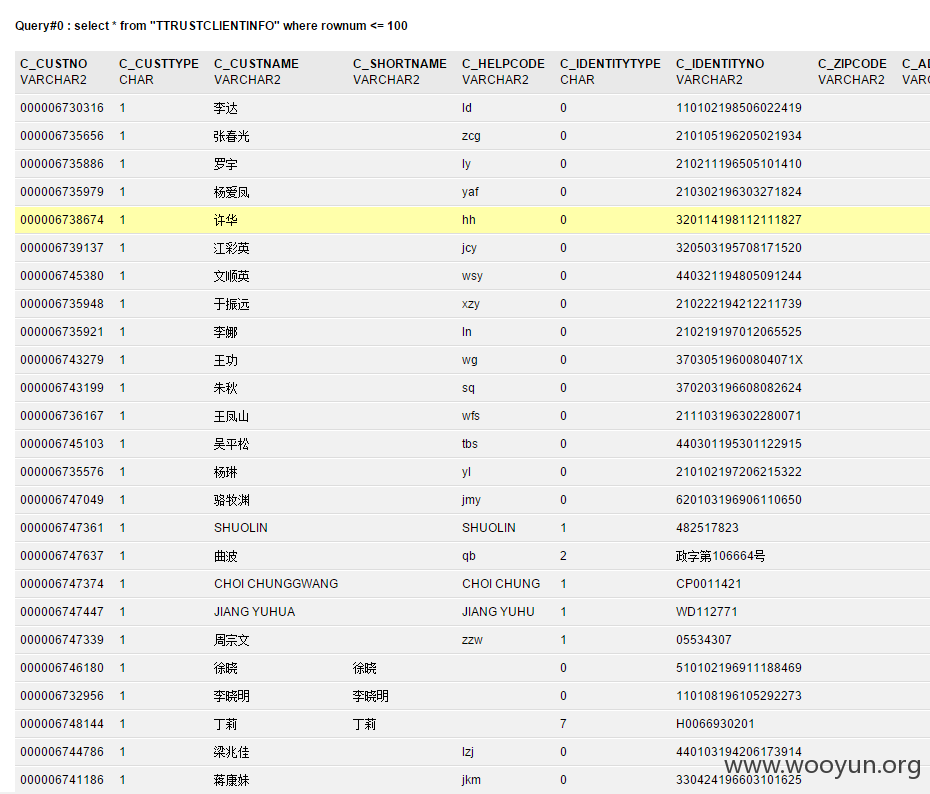 Query#0 : select * from "TTRUSTCLIENTINFO" where rownum <= 100
C_CUSTNO C_CUSTTYPE C_CUSTNAME C_SHORTNAME C_HELPCODE C_IDENTITYTYPE C_IDENTITYNO C_ZIPCODE
VARCHAR2 CHAR VARCHAR2 VARCHAR2 VARCHAR2 CHAR VARCHAR2 VARCHAR2
000006730316 1 李达 ld 0 110102198506022419
000006735656 1 张春光 zcg 0 210105196205021934
000006735886 1 罗宇 ly 0 210211196505101410
000006735979 1 杨爱凤 yaf 0 210302196303271824
000006738674 1 许华 hh 0 320114198112111827
000006739137 1 江彩英 jcy 0 320503195708171520
000006745380 1 文顺英 wsy 0 440321194805091244
000006735948 1 于振远 xzy 0 210222194212211739
000006735921 1 李娜 ln 0 210219197012065525
000006743279 1 王功 wg 0 37030519600804071X
000006743199 1 朱秋 sq 0 370203196608082624
000006736167 1 王凤山 wfs 0 211103196302280071
000006745103 1 吴平松 tbs 0 440301195301122915
000006735576 1 杨琳 yl 0 210102197206215322
000006747049 1 骆牧渊 jmy 0 620103196906110650
000006747361 1 SHUOLIN SHUOLIN 1 482517823
000006747637 1 曲波 qb 2 政字第106664号
000006747374 1 CHOI CHUNGGWANG CHOI CHUNG 1 CP0011421
000006747447 1 JIANG YUHUA JIANG YUHU 1 WD112771
000006747339 1 周宗文 zzw 1 05534307
000006746180 1 徐晓 徐晓 0 510102196911188469
000006732956 1 李晓明 李晓明 0 110108196105292273
000006748144 1 丁莉 丁莉 7 H0066930201
000006744786 1 梁兆佳 lzj 0 440103194206173914
000006741186 1 蒋康妹 jkm 0 330424196603101625
www.wooyun.org